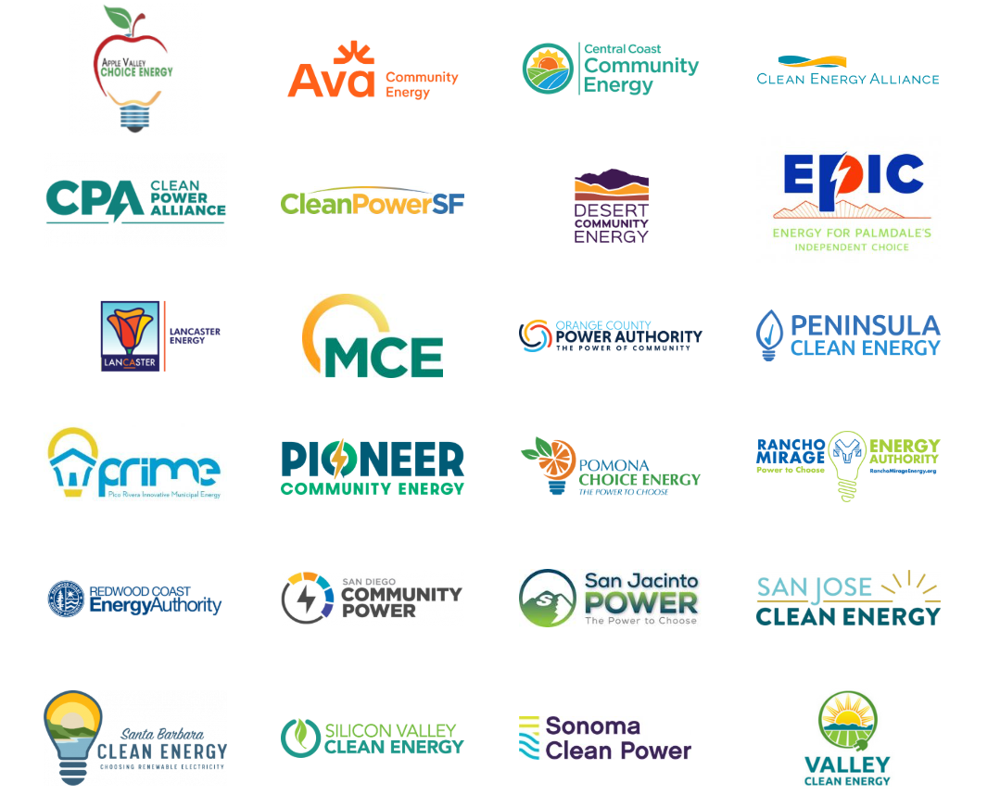 APPLE VALLEY
CHOICE ENERGY
Ava
Community
Energy
Central Coast
Community
Energy
CLEAN ENERGY ALLIANCE
CPA
CLEAN
POWER
ALLIANCE
CleanPowerSF
DESERT
COMMUNITY
ENERGY
EPIC
ENERGY FOR PALMDALE'S
INDEPENDENT CHOICE
LANCASTER
LANCASTER
ENERGY
MCE
ORANGE COUNTY
POWER AUTHORITY
THE POWER OF COMMUNITY
PENINSULA
CLEAN ENERGY
prime
Pico Rivera Innovative Municipal Energy
PIONEER
COMMUNITY ENERGY
POMONA
CHOICE ENERGY
THE POWER TO CHOOSE
RANCHO
MIRAGE
Power to Choose
ENERGY
AUTHORITY
RanchoMirageEnergy.org
REDWOOD COAST
EnergyAuthority
SAN DIEGO
COMMUNITY
POWER
S
San Jacinto
POWER
The Power to Choose
SAN JOSE
CLEAN ENERGY
Santa Barbara
CLEAN ENERGY
CHOOSING RENEWABLE ELECTRICITY
SILICON VALLEY
CLEAN ENERGY
Sonoma
Clean Power
VALLEY
CLEAN ENERGY